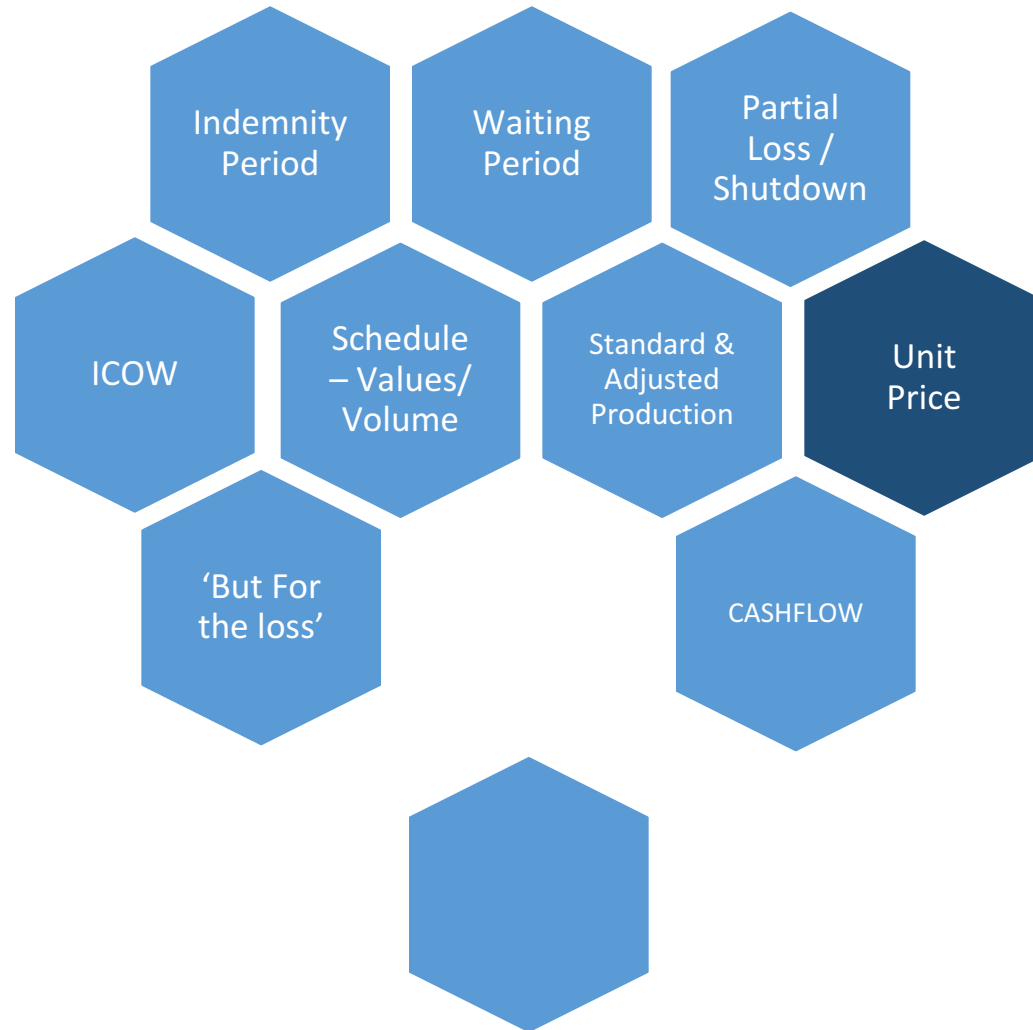 Indemnity
Period
Waiting
Period
Partial
Loss /
Shutdown
ICOW
Schedule
– Values/
Volume
Standard &
Adjusted
Production
Unit
Price
‘But For
the loss’
CASHFLOW